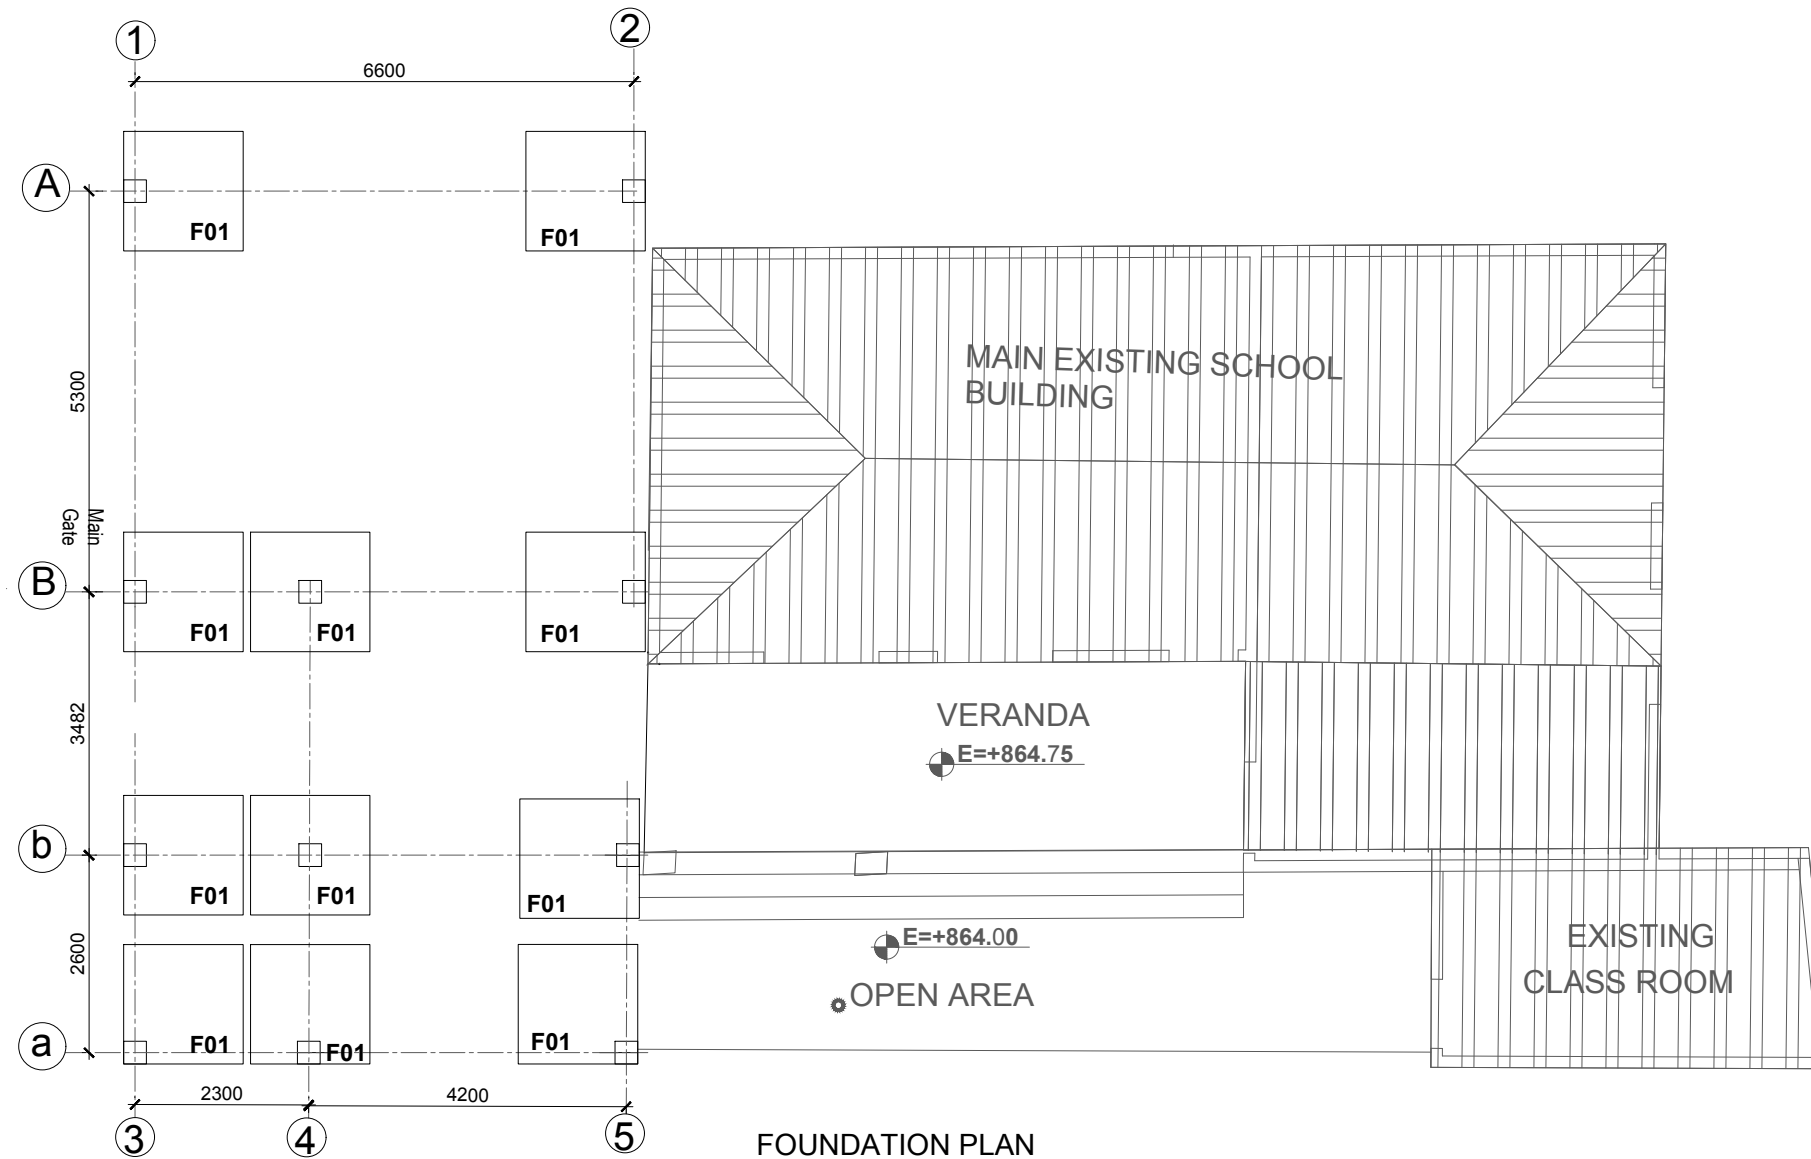 1
2
6600
A
F01
F01
5300
MAIN EXISTING SCHOOL
BUILDING
Main
Gate
B
F01
F01
F01
3482
VERANDA
E=+864.75
b
F01
F01
F01
2600
E=+864.00
OPEN AREA
EXISTING
CLASS ROOM
a
F01
F01
F01
2300
4200
3
4
5
FOUNDATION PLAN